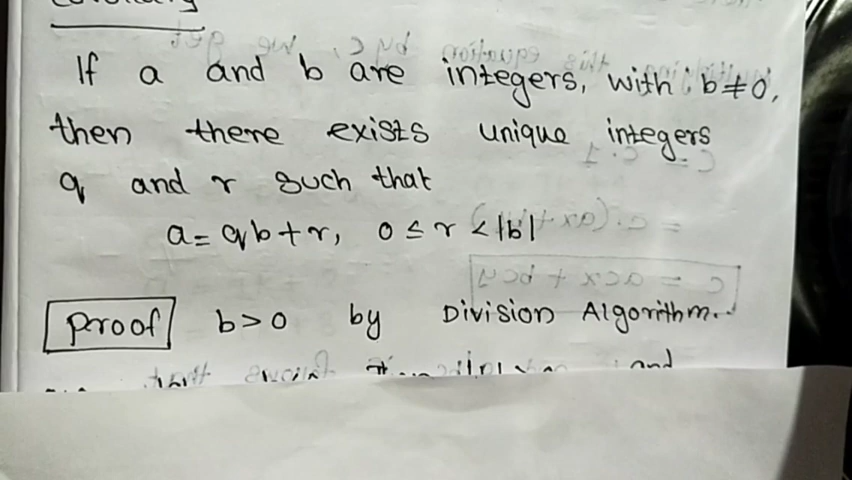 If a and b are integers, with b≠0,
then there exists unique integers
q and r such that
a = qb + r, 0 ≤ r < |b|
Proof b > 0 by Division Algorithm.
and